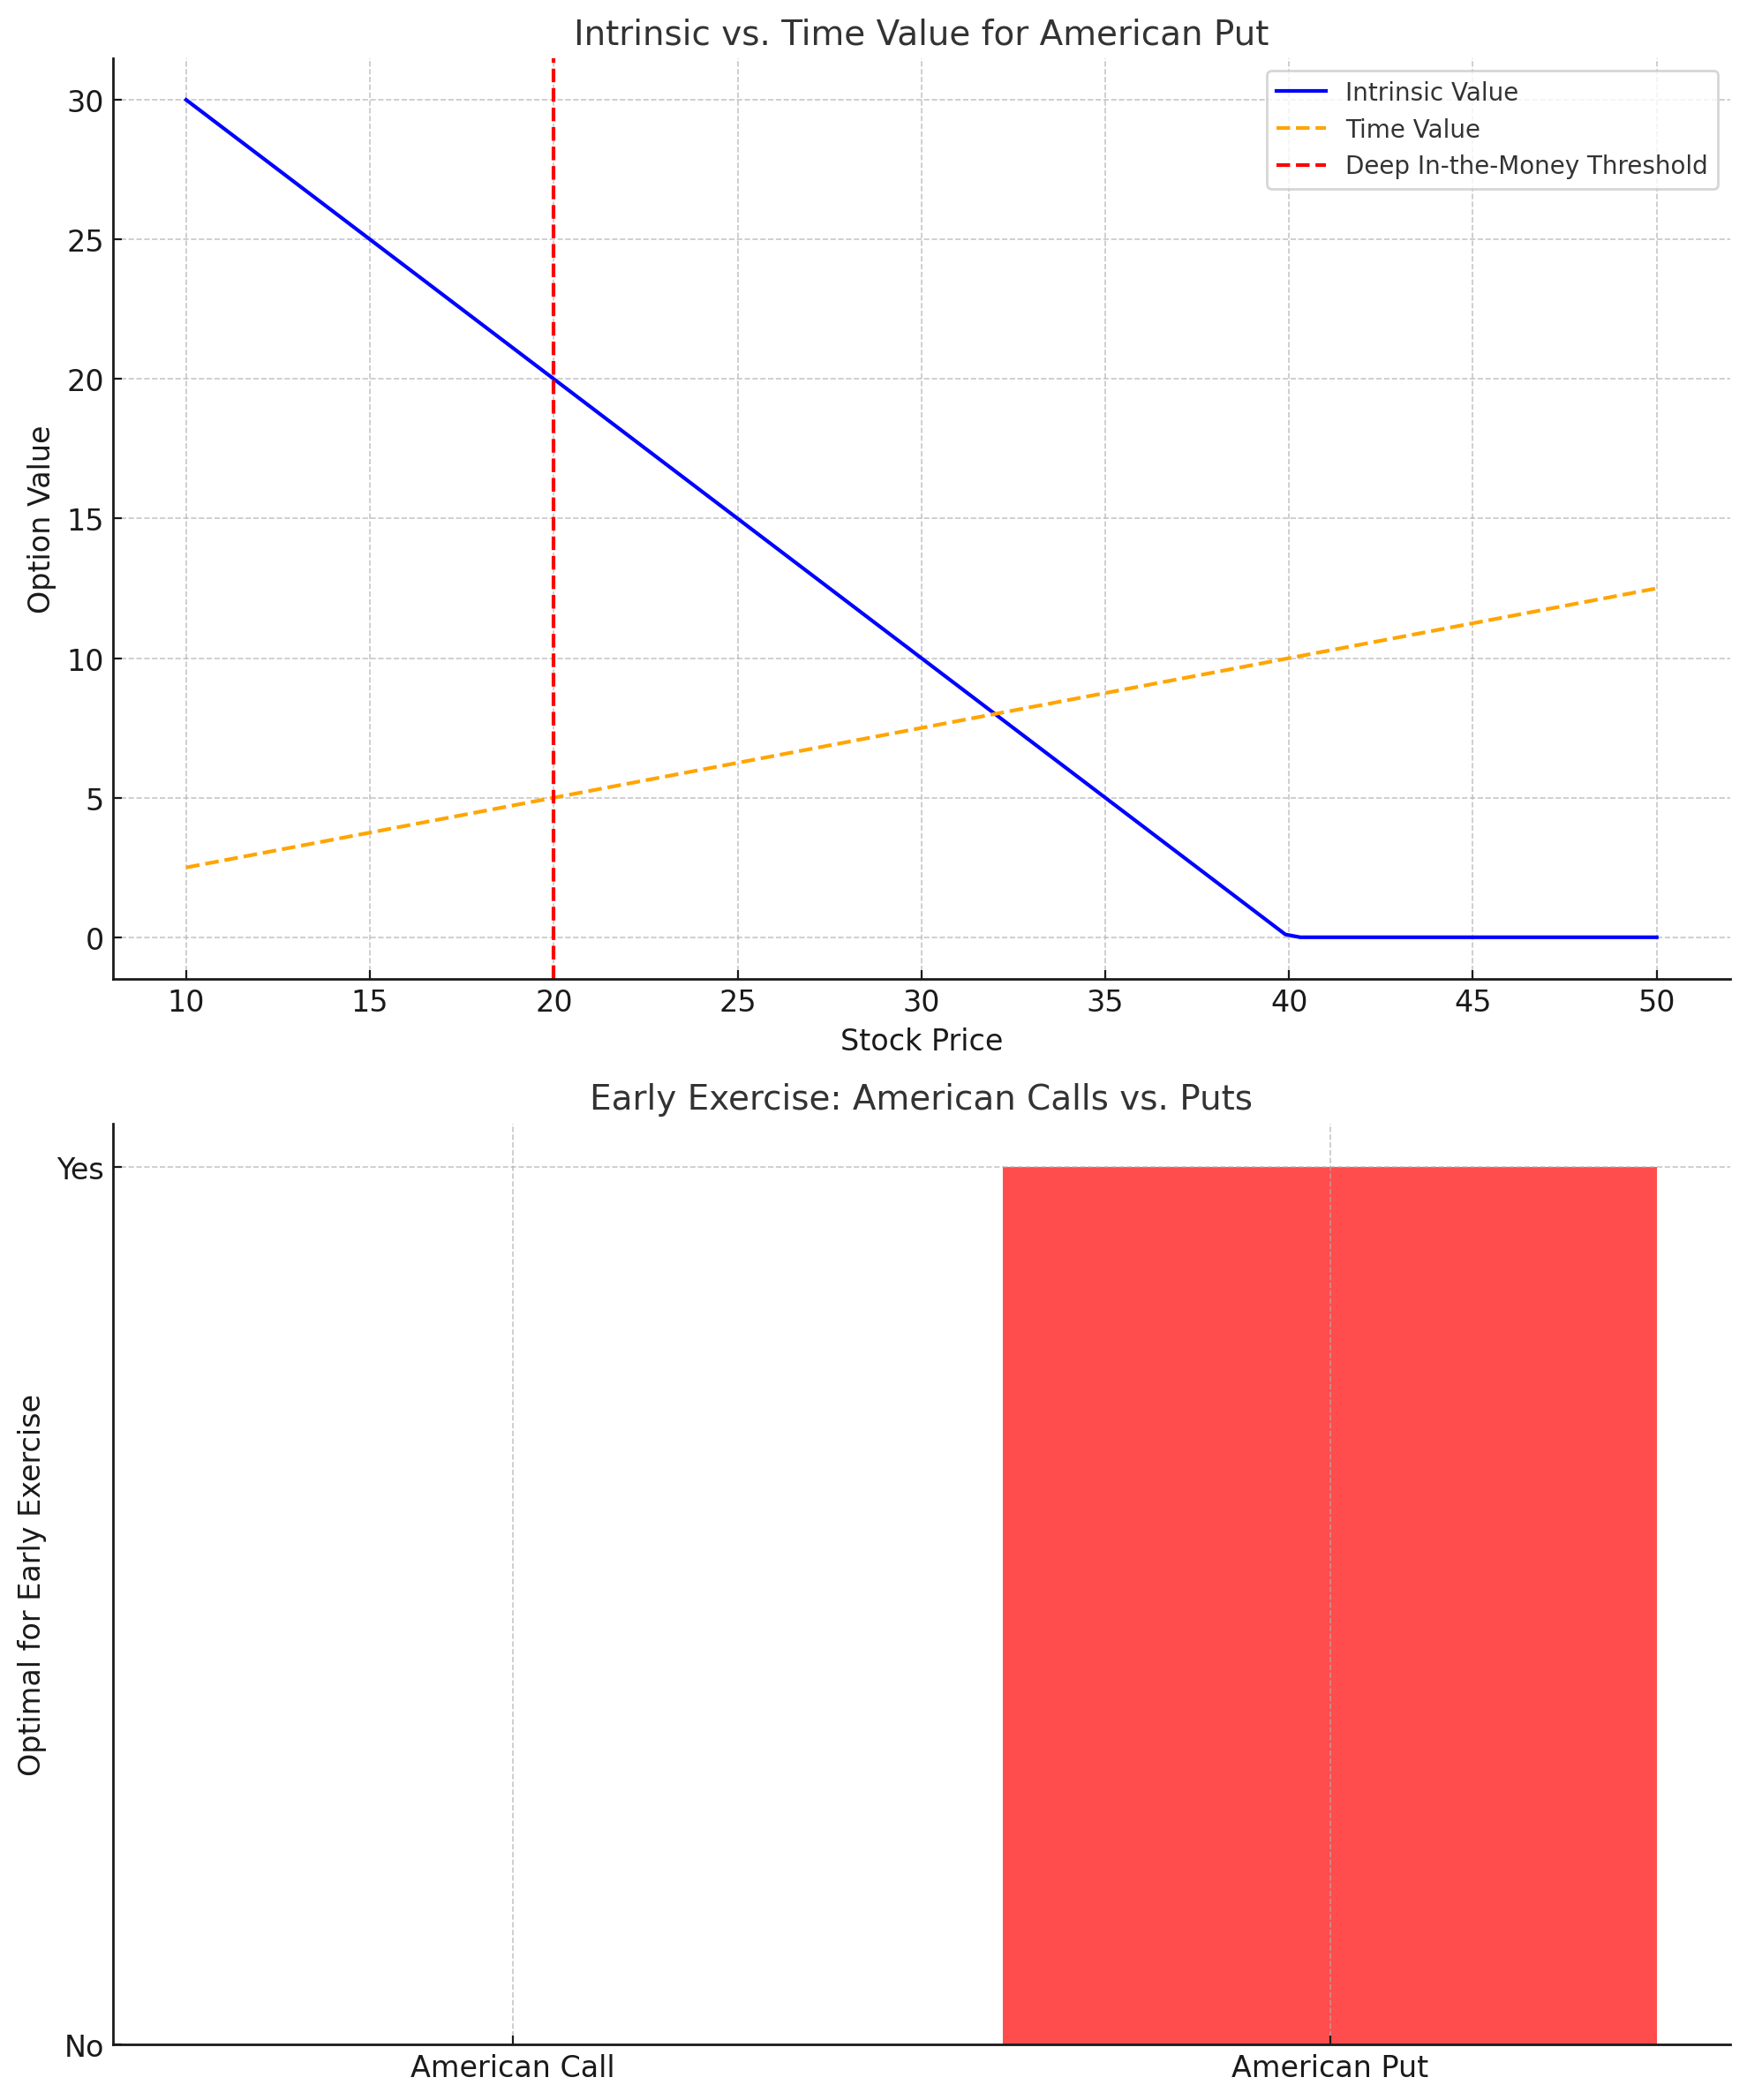 Intrinsic vs. Time Value for American Put
Intrinsic Value
Time Value
Deep In-the-Money Threshold
Option Value
30
25
20
15
10
5
0
10 15 20 25 30 35 40 45 50
Stock Price
Early Exercise: American Calls vs. Puts
Optimal for Early Exercise
Yes
No
American Call American Put